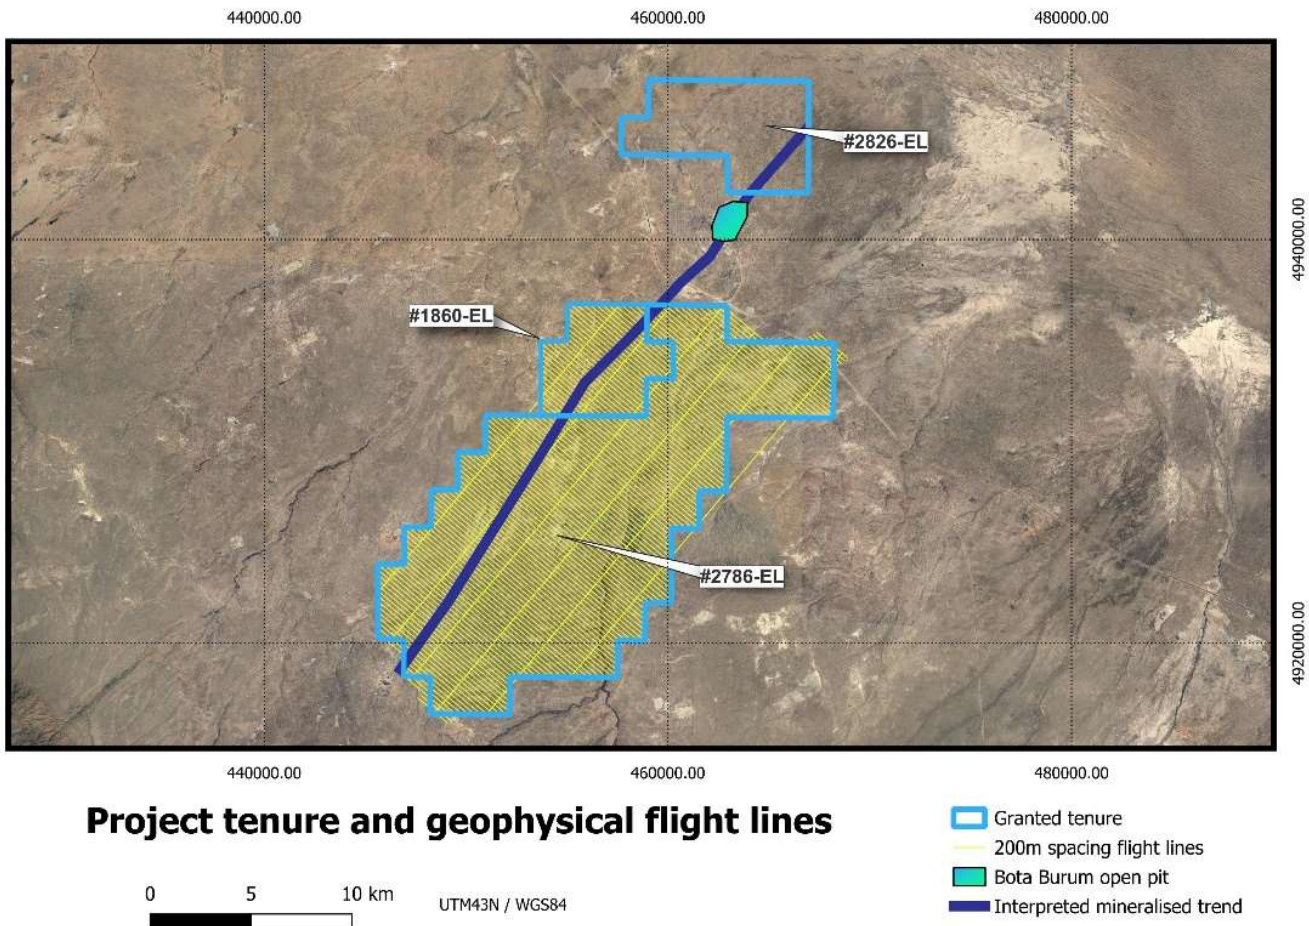 440000.00 460000.00 480000.00
#2826-EL
4940000.00
#1860-EL
#2786-EL
4920000.00
440000.00 460000.00 480000.00
Project tenure and geophysical flight lines
0 5 10 km
UTM43N / WGS84
Granted tenure
200m spacing flight lines
Bota Burum open pit
Interpreted mineralised trend